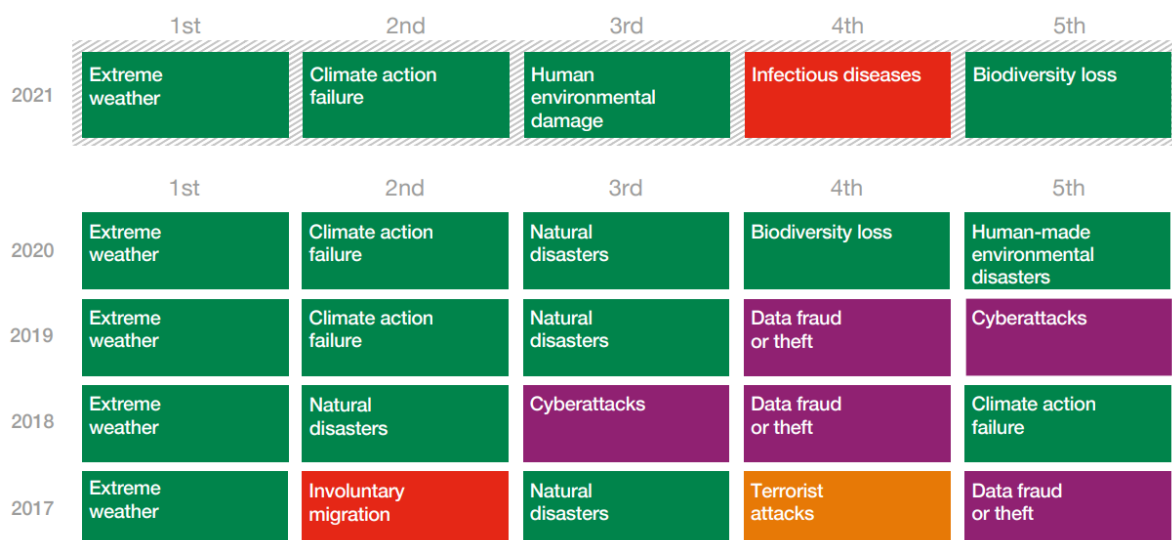 1st 2nd 3rd 4th 5th
2021
Extreme
weather
Climate action
failure
Human
environmental
damage
Infectious diseases
Biodiversity loss
1st 2nd 3rd 4th 5th
2020
Extreme
weather
Climate action
failure
Natural
disasters
Biodiversity loss
Human-made
environmental
disasters
2019
Extreme
weather
Climate action
failure
Natural
disasters
Data fraud
or theft
Cyberattacks
2018
Extreme
weather
Natural
disasters
Cyberattacks
Data fraud
or theft
Climate action
failure
2017
Extreme
weather
Involuntary
migration
Natural
disasters
Terrorist
attacks
Data fraud
or theft